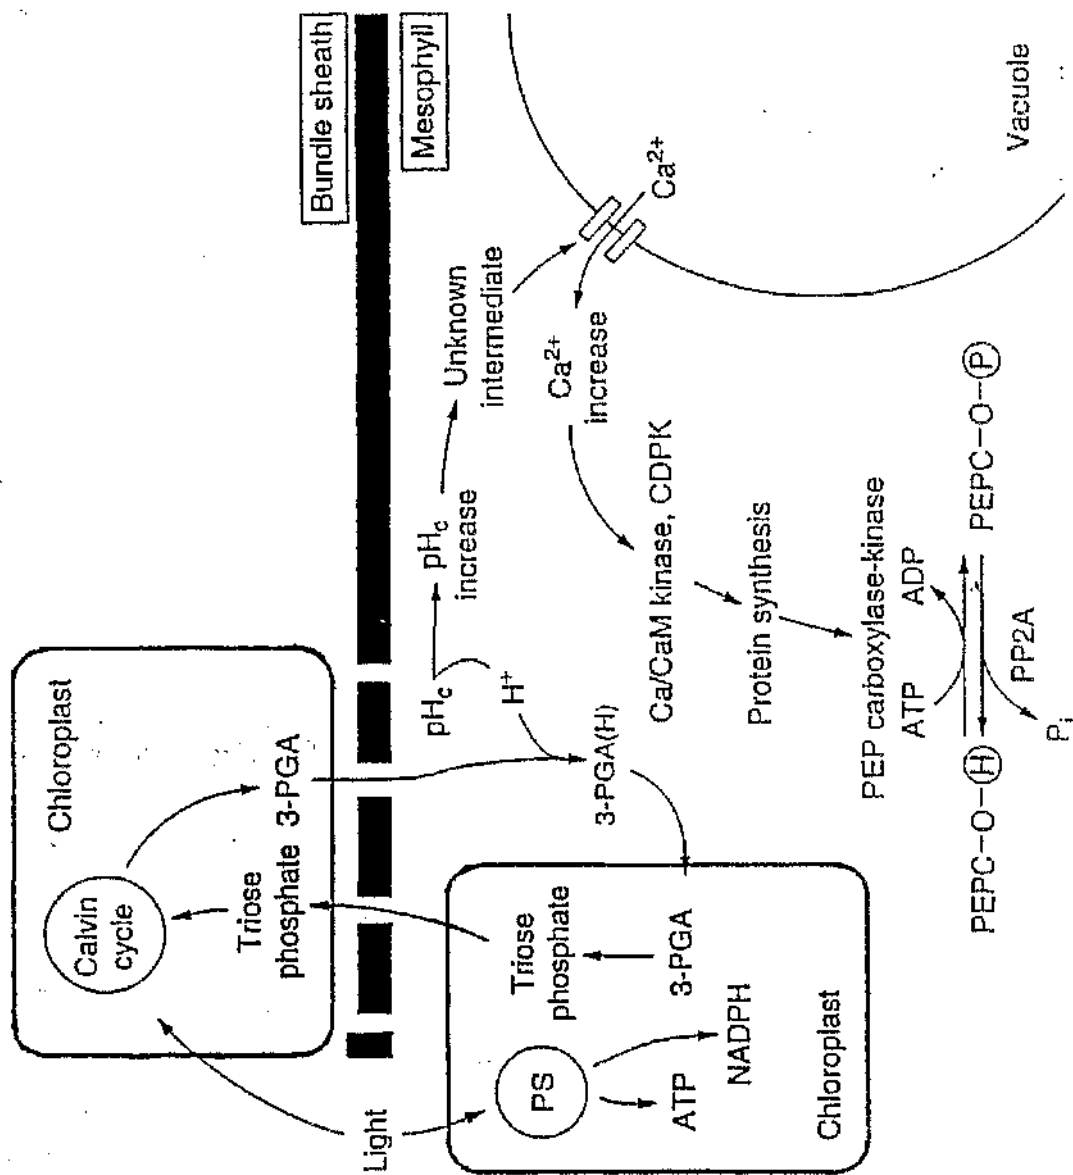 Bundle sheath
Mesophyll
Chloroplast
Calvin
cycle
Triose
phosphate
3-PGA
Light
pHc
H+
pHc
increase
Unknown
intermediate
Ca2+
Ca2+
increase
Vacuole
3-PGA(H)
PS
ATP
NADPH
Triose
phosphate
3-PGA
Chloroplast
Ca/CaM kinase, CDPK
Protein synthesis
PEP carboxylase-kinase
ATP
ADP
PEPC-O-H
PEPC-O-P
PP2A
Pi